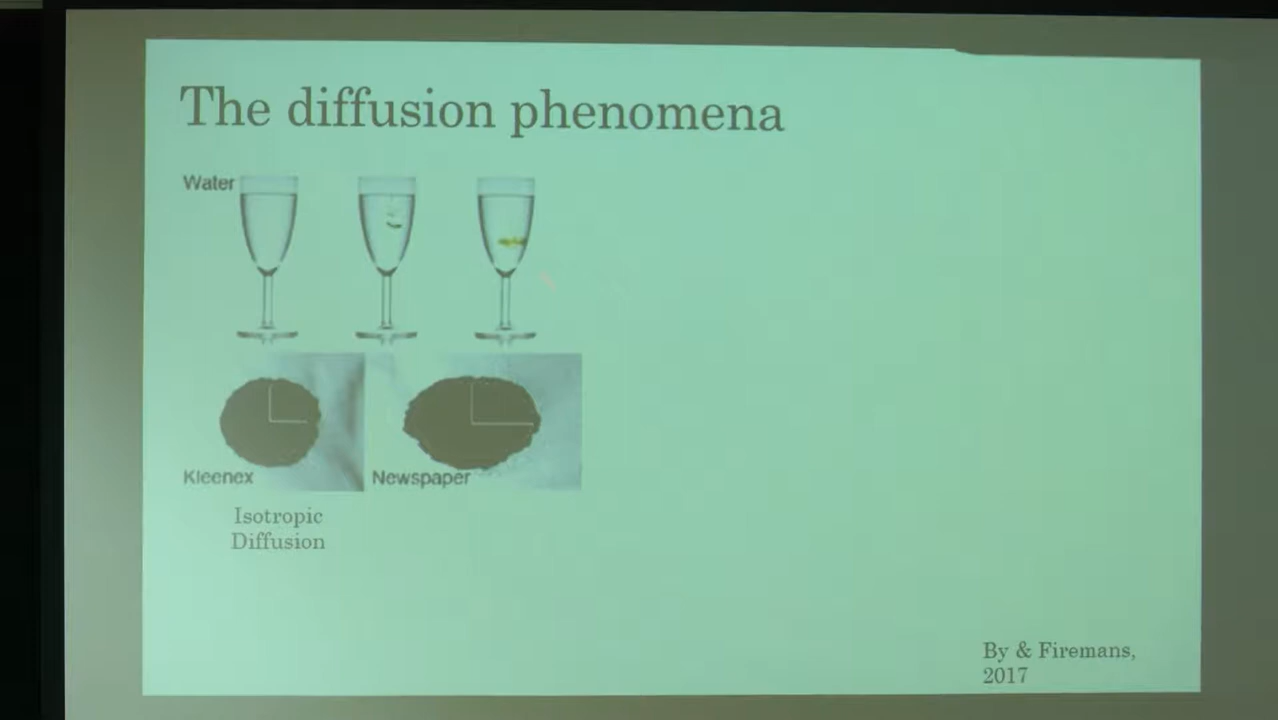 The diffusion phenomena
Water
Kleenex
Newspaper
Isotropic
Diffusion
By & Firemans,
2017